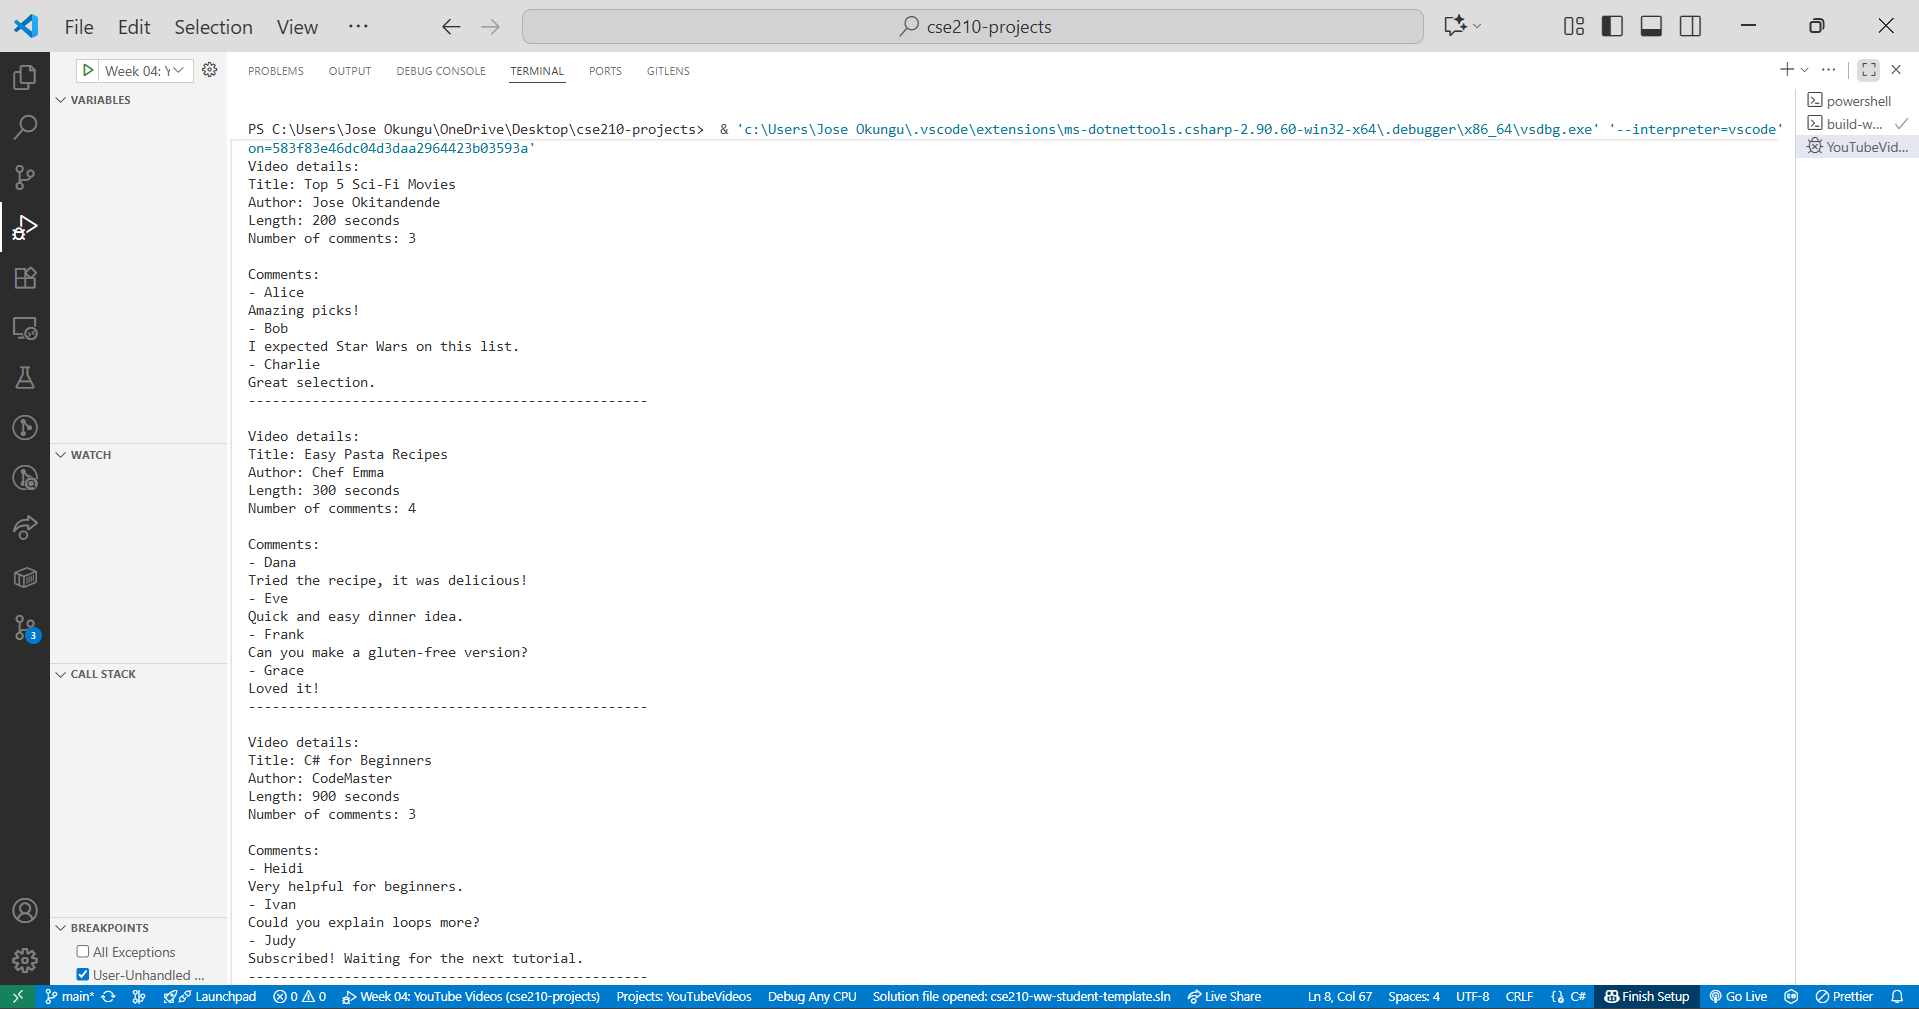 File Edit Selection View ··· cse210-projects
Week 04: Y
PROBLEMS OUTPUT DEBUG CONSOLE TERMINAL PORTS GITLENS
VARIABLES
WATCH
CALL STACK
BREAKPOINTS
All Exceptions
User-Unhandled ...
PS C:\Users\Jose Okungu\OneDrive\Desktop\cse210-projects>  & 'c:\Users\Jose Okungu\.vscode\extensions\ms-dotnettools.csharp-2.90.60-win32-x64\.debugger\x86_64\vsdbg.exe' '--interpreter=vscode'
on=583f83e46dc04d3daa2964423b03593a'
Video details:
Title: Top 5 Sci-Fi Movies
Author: Jose Okitandende
Length: 200 seconds
Number of comments: 3
Comments:
- Alice
Amazing picks!
- Bob
I expected Star Wars on this list.
- Charlie
Great selection.
--------------------------------------------------
Video details:
Title: Easy Pasta Recipes
Author: Chef Emma
Length: 300 seconds
Number of comments: 4
Comments:
- Dana
Tried the recipe, it was delicious!
- Eve
Quick and easy dinner idea.
- Frank
Can you make a gluten-free version?
- Grace
Loved it!
--------------------------------------------------
Video details:
Title: C# for Beginners
Author: CodeMaster
Length: 900 seconds
Number of comments: 3
Comments:
- Heidi
Very helpful for beginners.
- Ivan
Could you explain loops more?
- Judy
Subscribed! Waiting for the next tutorial.
--------------------------------------------------
powershell
build-w...
YouTubeVid...
3
main* Launchpad 0 0 Week 04: YouTube Videos (cse210-projects) Projects: YouTubeVideos Debug Any CPU Solution file opened: cse210-ww-student-template.sln Live Share Ln 8, Col 67 Spaces: 4 UTF-8 CRLF {} C# Finish Setup Go Live Prettier